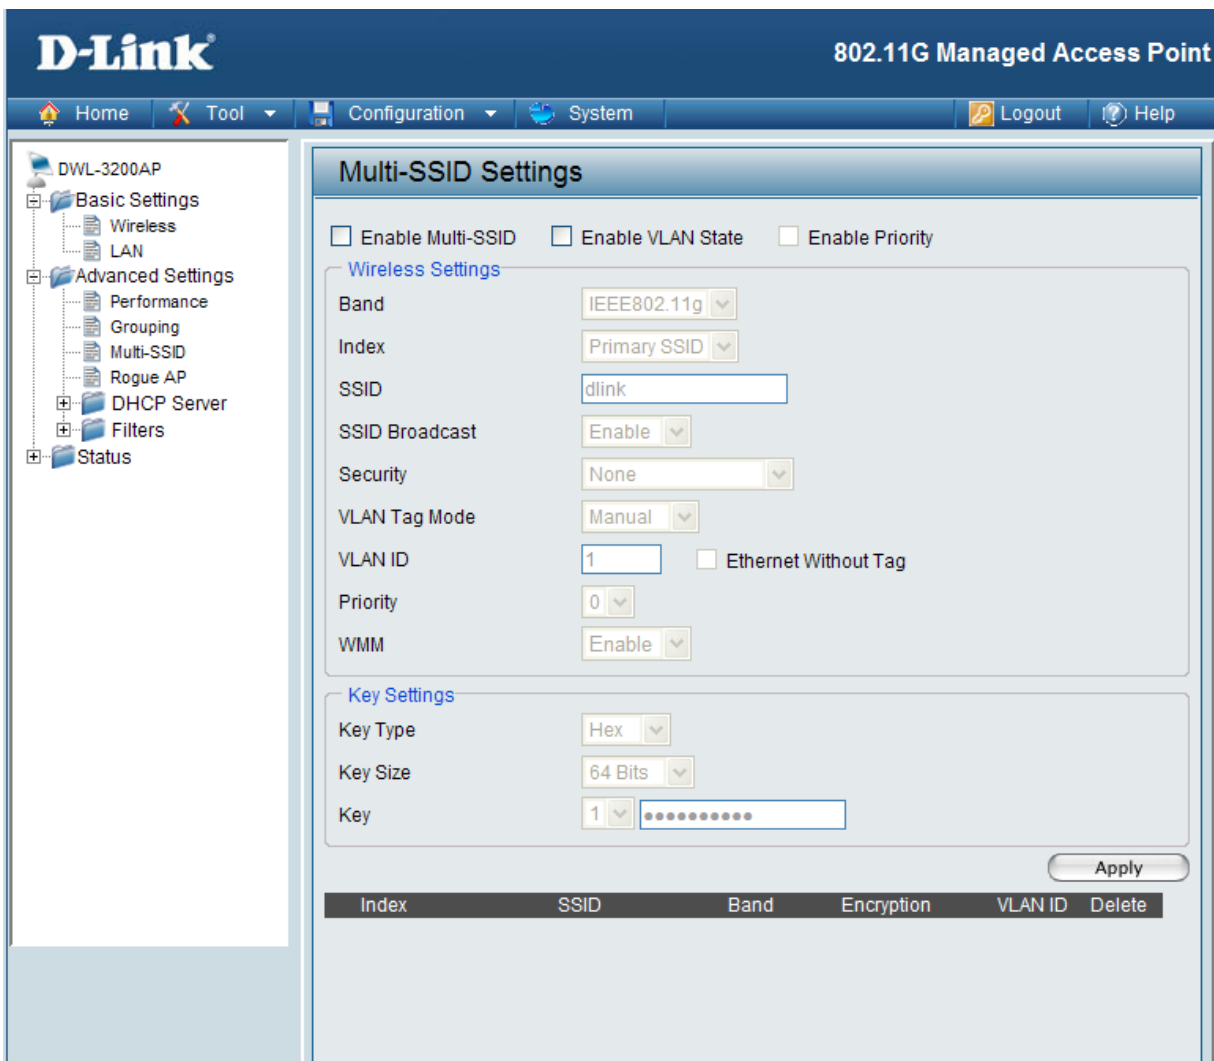 D-Link
802.11G Managed Access Point
Home Tool Configuration System Logout Help
DWL-3200AP
Basic Settings
Wireless
LAN
Advanced Settings
Performance
Grouping
Multi-SSID
Rogue AP
DHCP Server
Filters
Status
Multi-SSID Settings
Enable Multi-SSID Enable VLAN State Enable Priority
Wireless Settings
Band IEEE802.11g
Index Primary SSID
SSID dlink
SSID Broadcast Enable
Security None
VLAN Tag Mode Manual
VLAN ID 1 Ethernet Without Tag
Priority 0
WMM Enable
Key Settings
Key Type Hex
Key Size 64 Bits
Key 1 ●●●●●●●●●●
Apply
Index SSID Band Encryption VLAN ID Delete